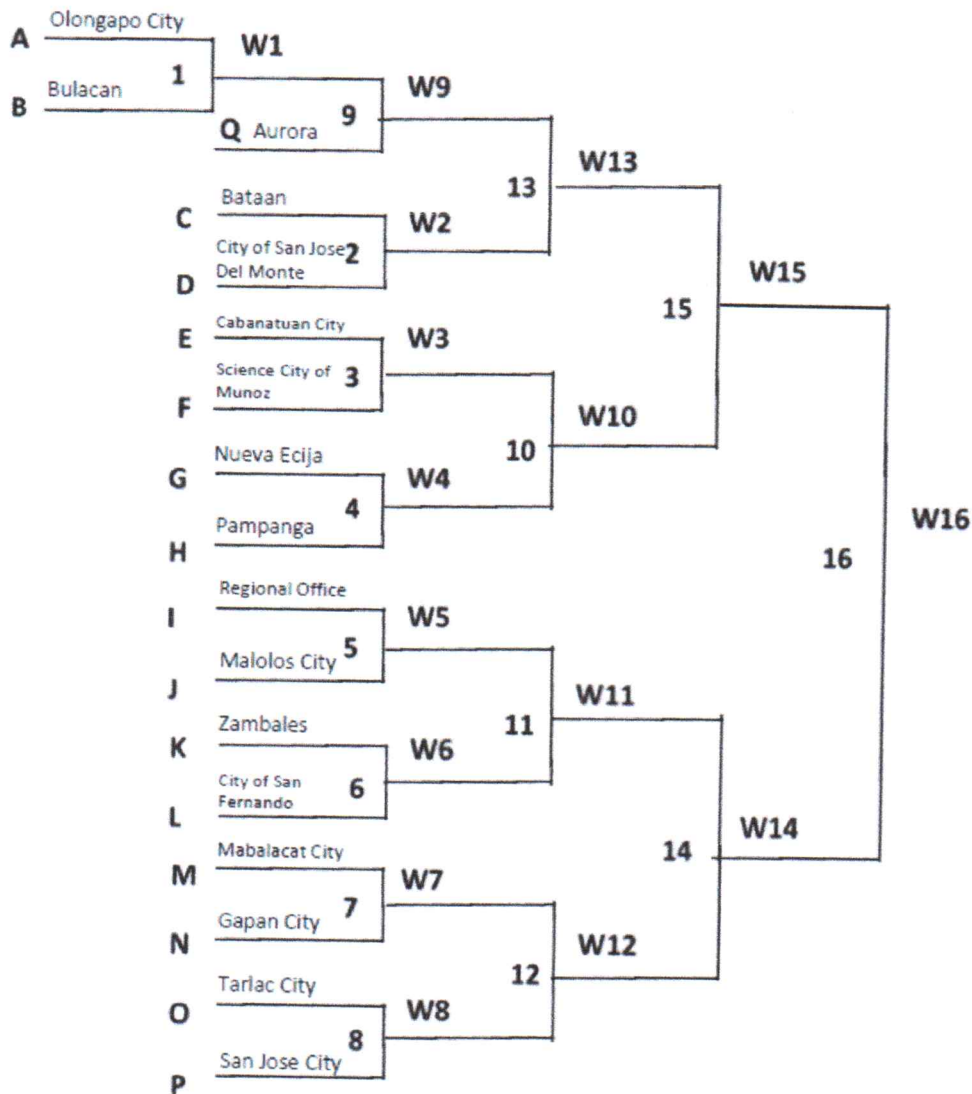 Olongapo City
A
W1
1
Bulacan
B
W9
9
Q Aurora
W13
13
Bataan
C
W2
City of San Jose 2
Del Monte
D
W15
15
Cabanatuan City
E
W3
Science City of
Munoz
3
F
W10
10
Nueva Ecija
G
W4
4
Pampanga
H
W16
16
Regional Office
I
W5
5
Malolos City
J
W11
11
Zambales
K
W6
City of San
Fernando
6
L
W14
14
Mabalacat City
M
W7
7
Gapan City
N
W12
12
Tarlac City
O
W8
8
San Jose City
P